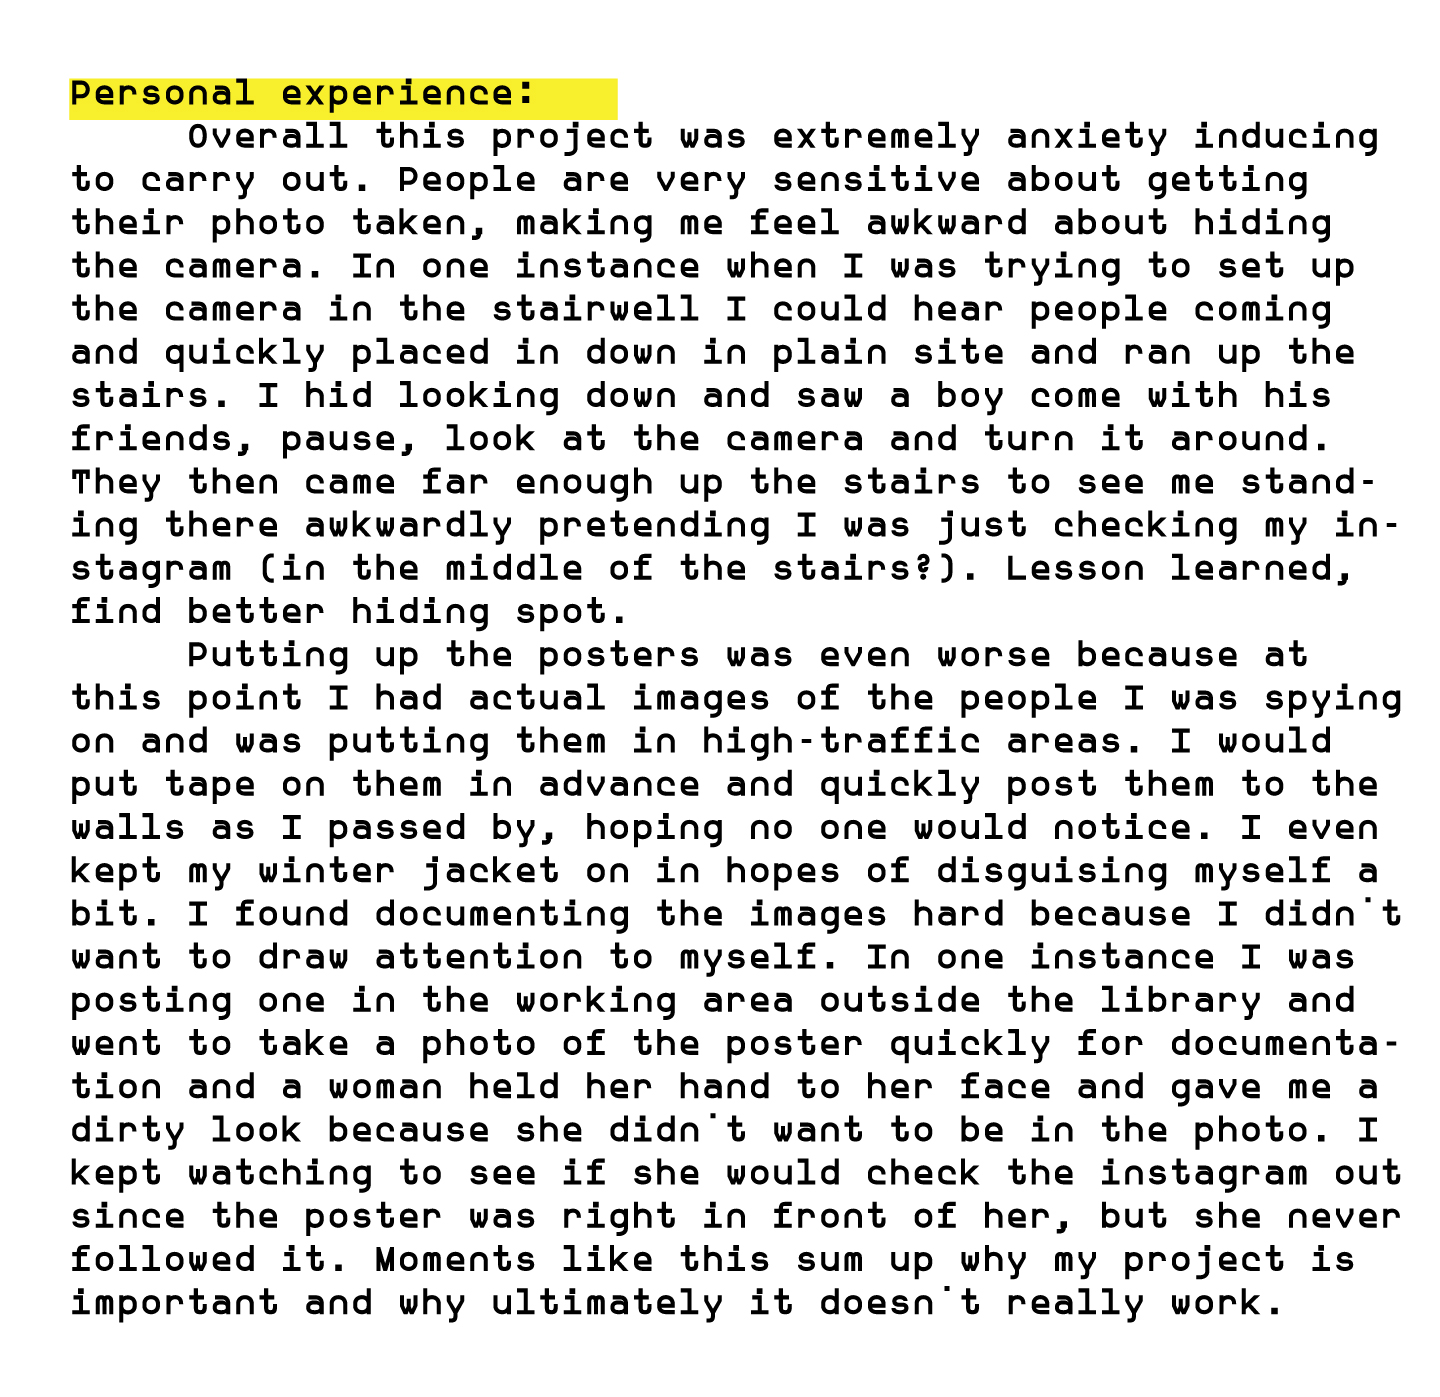 Personal experience:
Overall this project was extremely anxiety inducing
to carry out. People are very sensitive about getting
their photo taken, making me feel awkward about hiding
the camera. In one instance when I was trying to set up
the camera in the stairwell I could hear people coming
and quickly placed in down in plain site and ran up the
stairs. I hid looking down and saw a boy come with his
friends, pause, look at the camera and turn it around.
They then came far enough up the stairs to see me stand-
ing there awkwardly pretending I was just checking my in-
stagram (in the middle of the stairs?). Lesson learned,
find better hiding spot.
Putting up the posters was even worse because at
this point I had actual images of the people I was spying
on and was putting them in high-traffic areas. I would
put tape on them in advance and quickly post them to the
walls as I passed by, hoping no one would notice. I even
kept my winter jacket on in hopes of disguising myself a
bit. I found documenting the images hard because I didn't
want to draw attention to myself. In one instance I was
posting one in the working area outside the library and
went to take a photo of the poster quickly for documenta-
tion and a woman held her hand to her face and gave me a
dirty look because she didn't want to be in the photo. I
kept watching to see if she would check the instagram out
since the poster was right in front of her, but she never
followed it. Moments like this sum up why my project is
important and why ultimately it doesn't really work.